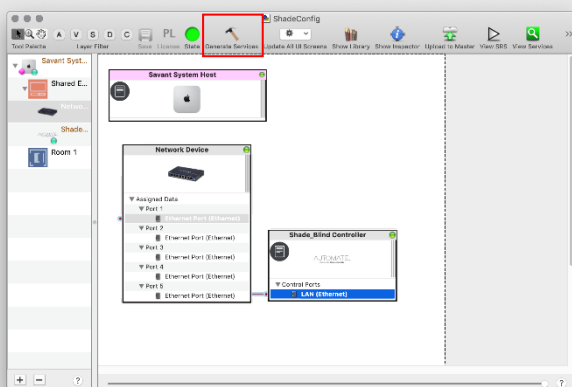 ShadeConfig
A V S D C PL
Tool Palette Layer Filter Save License State Generate Services Update All UI Screens Show Library Show Inspector Upload to Master View SRS View Services
Savant Syst...
Shared E...
Netwo...
Shade...
Room 1
Savant System Host
Network Device
Assigned Data
Port 1
Ethernet Port (Ethernet)
Port 2
Ethernet Port (Ethernet)
Port 3
Ethernet Port (Ethernet)
Port 4
Ethernet Port (Ethernet)
Port 5
Ethernet Port (Ethernet)
Shade_Blind Controller
AUTOMATE
Control Ports
LAN (Ethernet)